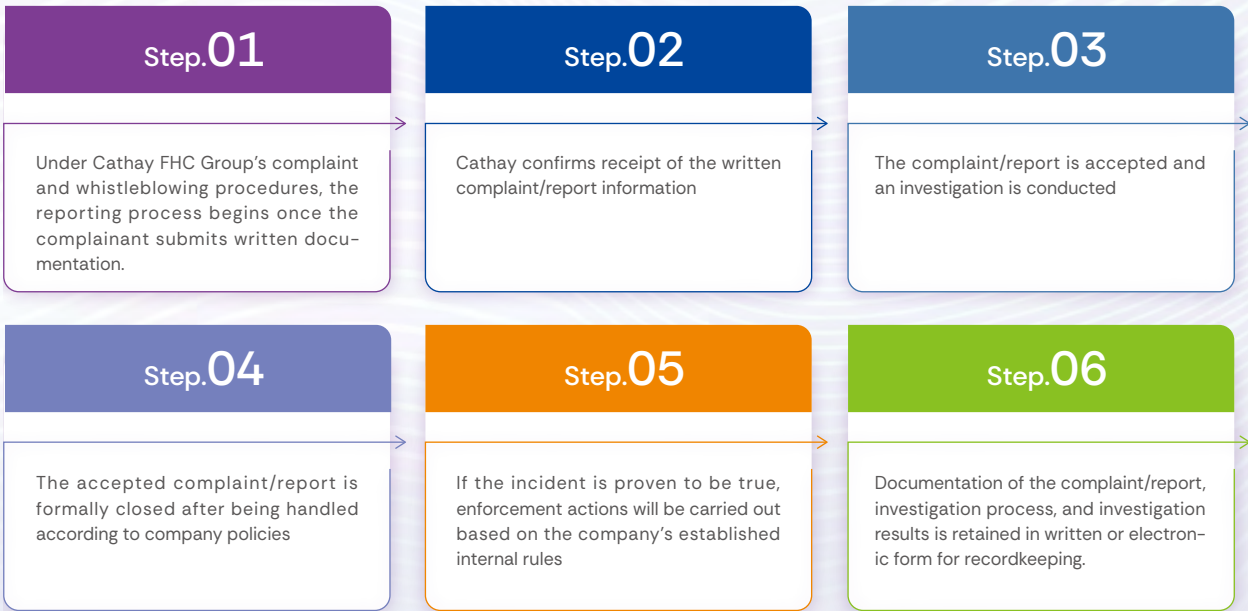 Step.01
Under Cathay FHC Group's complaint
and whistleblowing procedures, the
reporting process begins once the
complainant submits written docu-
mentation.
Step.02
Cathay confirms receipt of the written
complaint/report information
Step.03
The complaint/report is accepted and
an investigation is conducted
Step.04
The accepted complaint/report is
formally closed after being handled
according to company policies
Step.05
If the incident is proven to be true,
enforcement actions will be carried out
based on the company's established
internal rules
Step.06
Documentation of the complaint/report,
investigation process, and investigation
results is retained in written or electron-
ic form for recordkeeping.